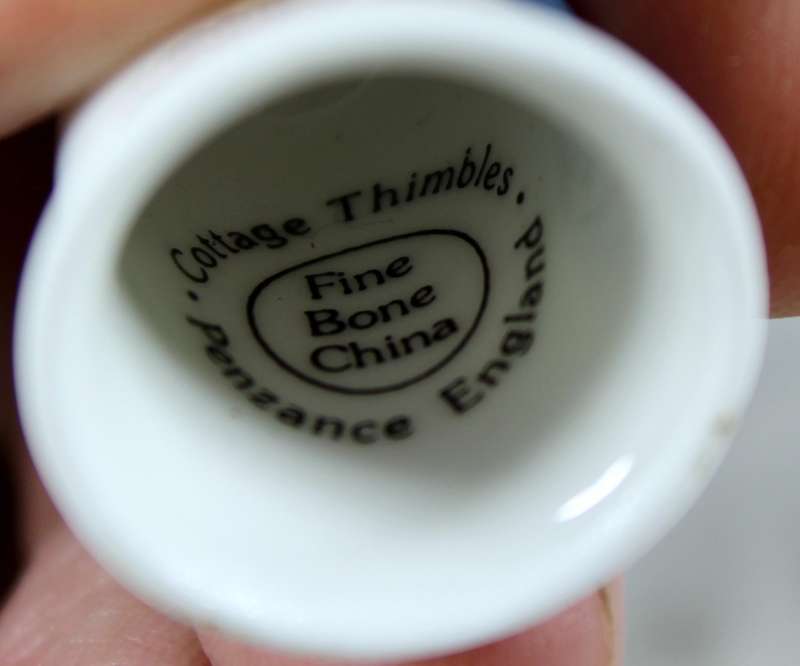 · Cottage Thimbles ·
Fine
Bone
China
Penzance England